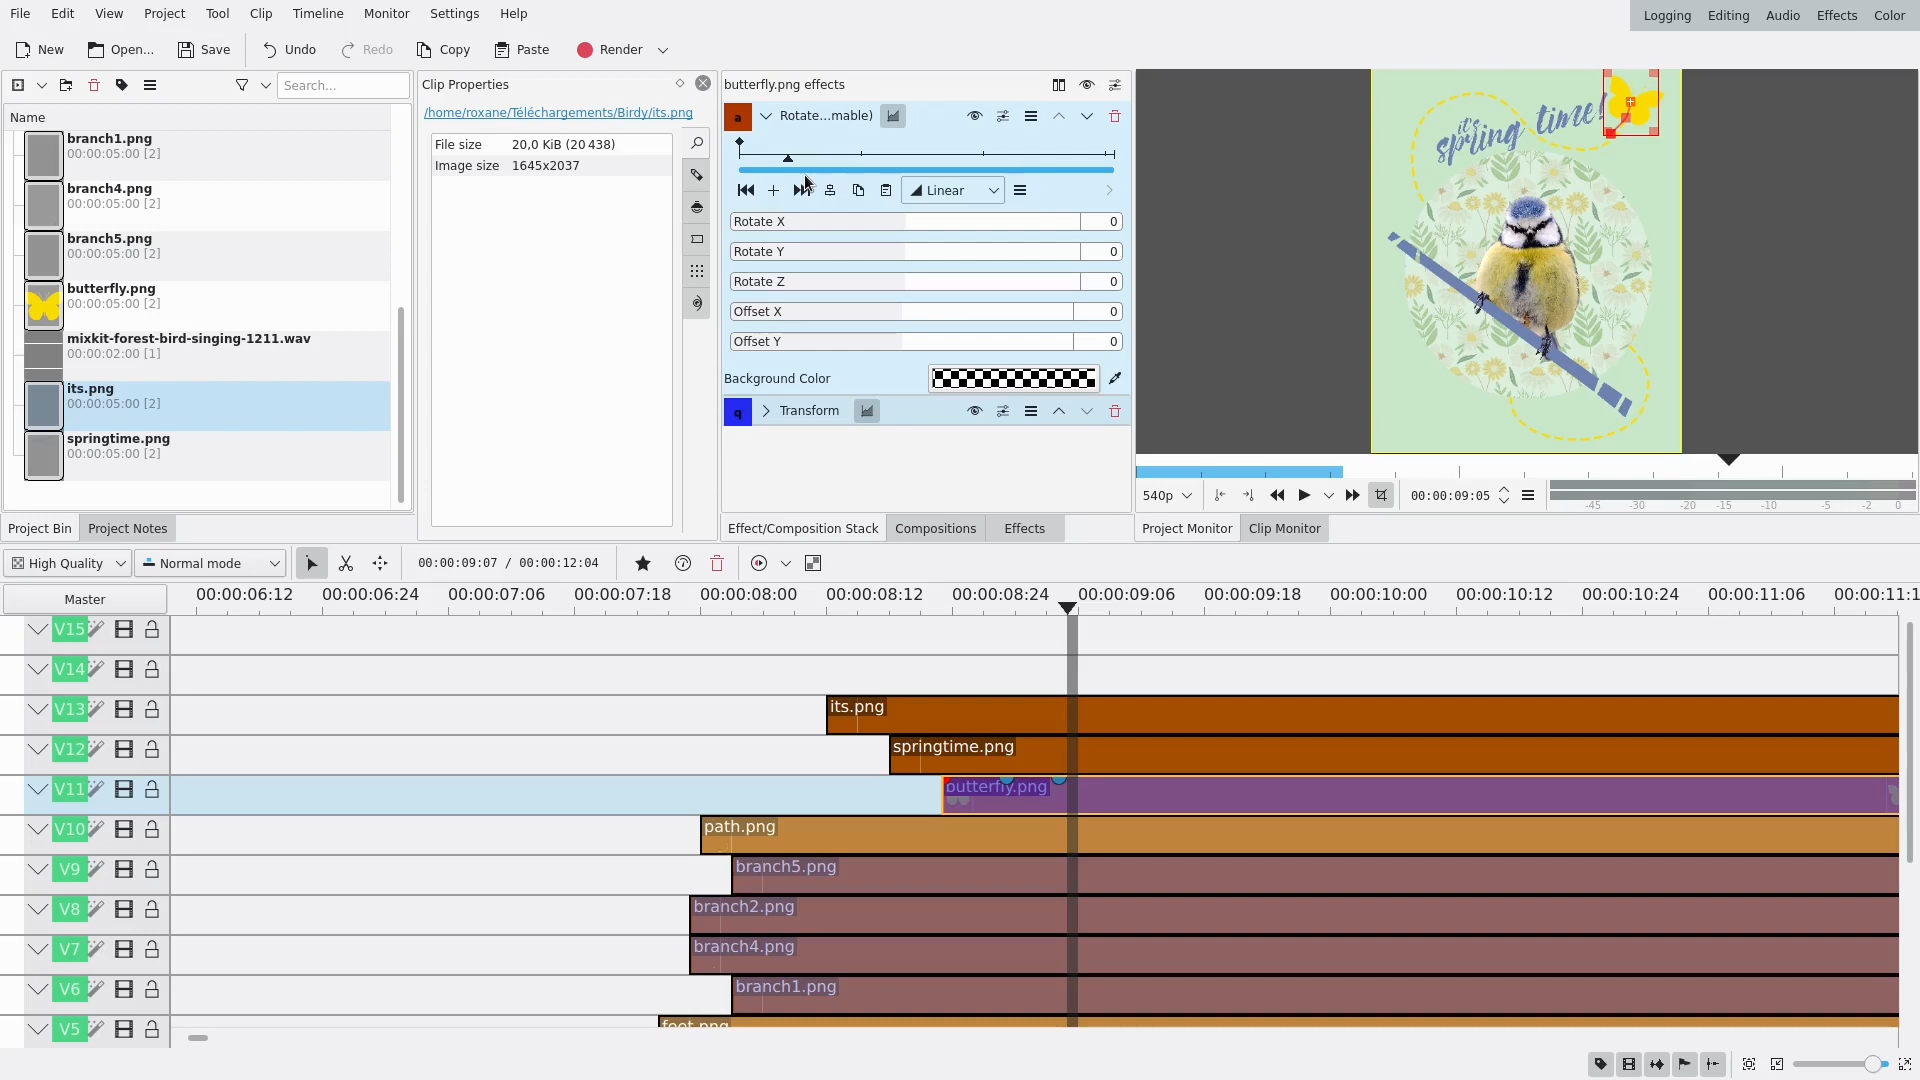 File Edit View Project Tool Clip Timeline Monitor Settings Help
Logging Editing Audio Effects Color
New Open... Save Undo Redo Copy Paste Render
Search...
Name
branch1.png
00:00:05:00 [2]
branch4.png
00:00:05:00 [2]
branch5.png
00:00:05:00 [2]
butterfly.png
00:00:05:00 [2]
mixkit-forest-bird-singing-1211.wav
00:00:02:00 [1]
its.png
00:00:05:00 [2]
springtime.png
00:00:05:00 [2]
Project Bin Project Notes
Clip Properties
/home/roxane/Téléchargements/Birdy/its.png
File size 20,0 KiB (20 438)
Image size 1645x2037
butterfly.png effects
a Rotate...mable)
Linear
Rotate X 0
Rotate Y 0
Rotate Z 0
Offset X 0
Offset Y 0
Background Color
q Transform
Effect/Composition Stack Compositions Effects
it's
spring time!
540p 00:00:09:05
-45 -30 -20 -15 -10 -5 -2 0
Project Monitor Clip Monitor
High Quality Normal mode 00:00:09:07 / 00:00:12:04
Master
00:00:06:12 00:00:06:24 00:00:07:06 00:00:07:18 00:00:08:00 00:00:08:12 00:00:08:24 00:00:09:06 00:00:09:18 00:00:10:00 00:00:10:12 00:00:10:24 00:00:11:06 00:00:11:1
V15
V14
V13 its.png
V12 springtime.png
V11 butterfly.png
V10 path.png
V9 branch5.png
V8 branch2.png
V7 branch4.png
V6 branch1.png
V5 foot.png